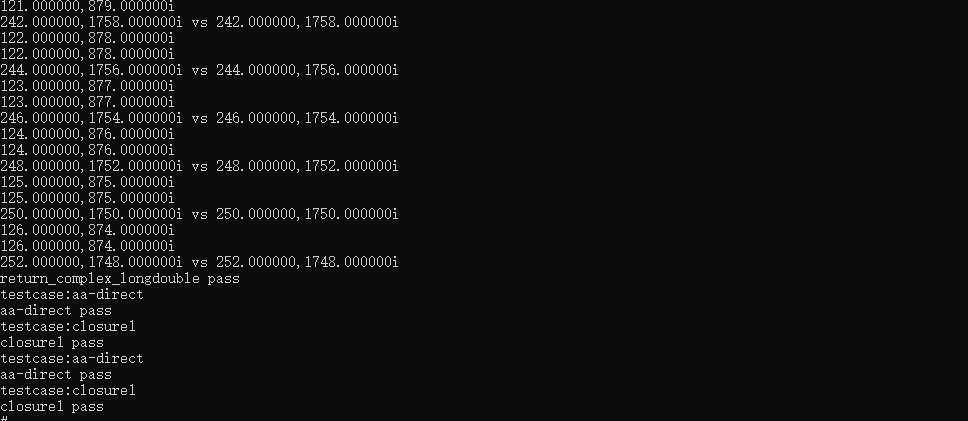 121.000000,879.000000i
242.000000,1758.000000i vs 242.000000,1758.000000i
122.000000,878.000000i
122.000000,878.000000i
244.000000,1756.000000i vs 244.000000,1756.000000i
123.000000,877.000000i
123.000000,877.000000i
246.000000,1754.000000i vs 246.000000,1754.000000i
124.000000,876.000000i
124.000000,876.000000i
248.000000,1752.000000i vs 248.000000,1752.000000i
125.000000,875.000000i
125.000000,875.000000i
250.000000,1750.000000i vs 250.000000,1750.000000i
126.000000,874.000000i
126.000000,874.000000i
252.000000,1748.000000i vs 252.000000,1748.000000i
return_complex_longdouble pass
testcase:aa-direct
aa-direct pass
testcase:closure1
closure1 pass
testcase:aa-direct
aa-direct pass
testcase:closure1
closure1 pass
#